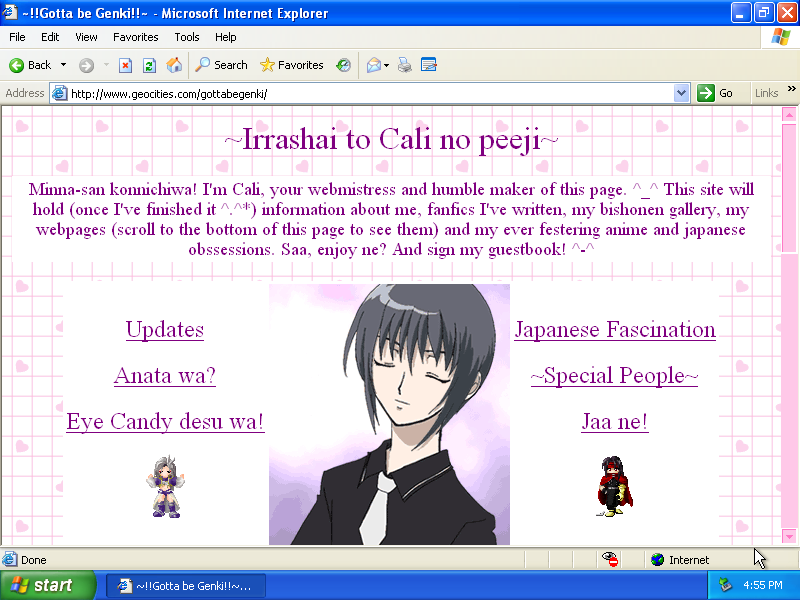 ~!!Gotta be Genki!!~ - Microsoft Internet Explorer
File Edit View Favorites Tools Help
Back Search Favorites
Address http://www.geocities.com/gottabegenki/ Go Links »
~Irrashai to Cali no peeji~
Minna-san konnichiwa! I'm Cali, your webmistress and humble maker of this page. ^_^ This site will
hold (once I've finished it ^.^*) information about me, fanfics I've written, my bishonen gallery, my
webpages (scroll to the bottom of this page to see them) and my ever festering anime and japanese
obssessions. Saa, enjoy ne? And sign my guestbook! ^-^
Updates
Anata wa?
Eye Candy desu wa!
Japanese Fascination
~Special People~
Jaa ne!
Done Internet
start ~!!Gotta be Genki!!~... 4:55 PM